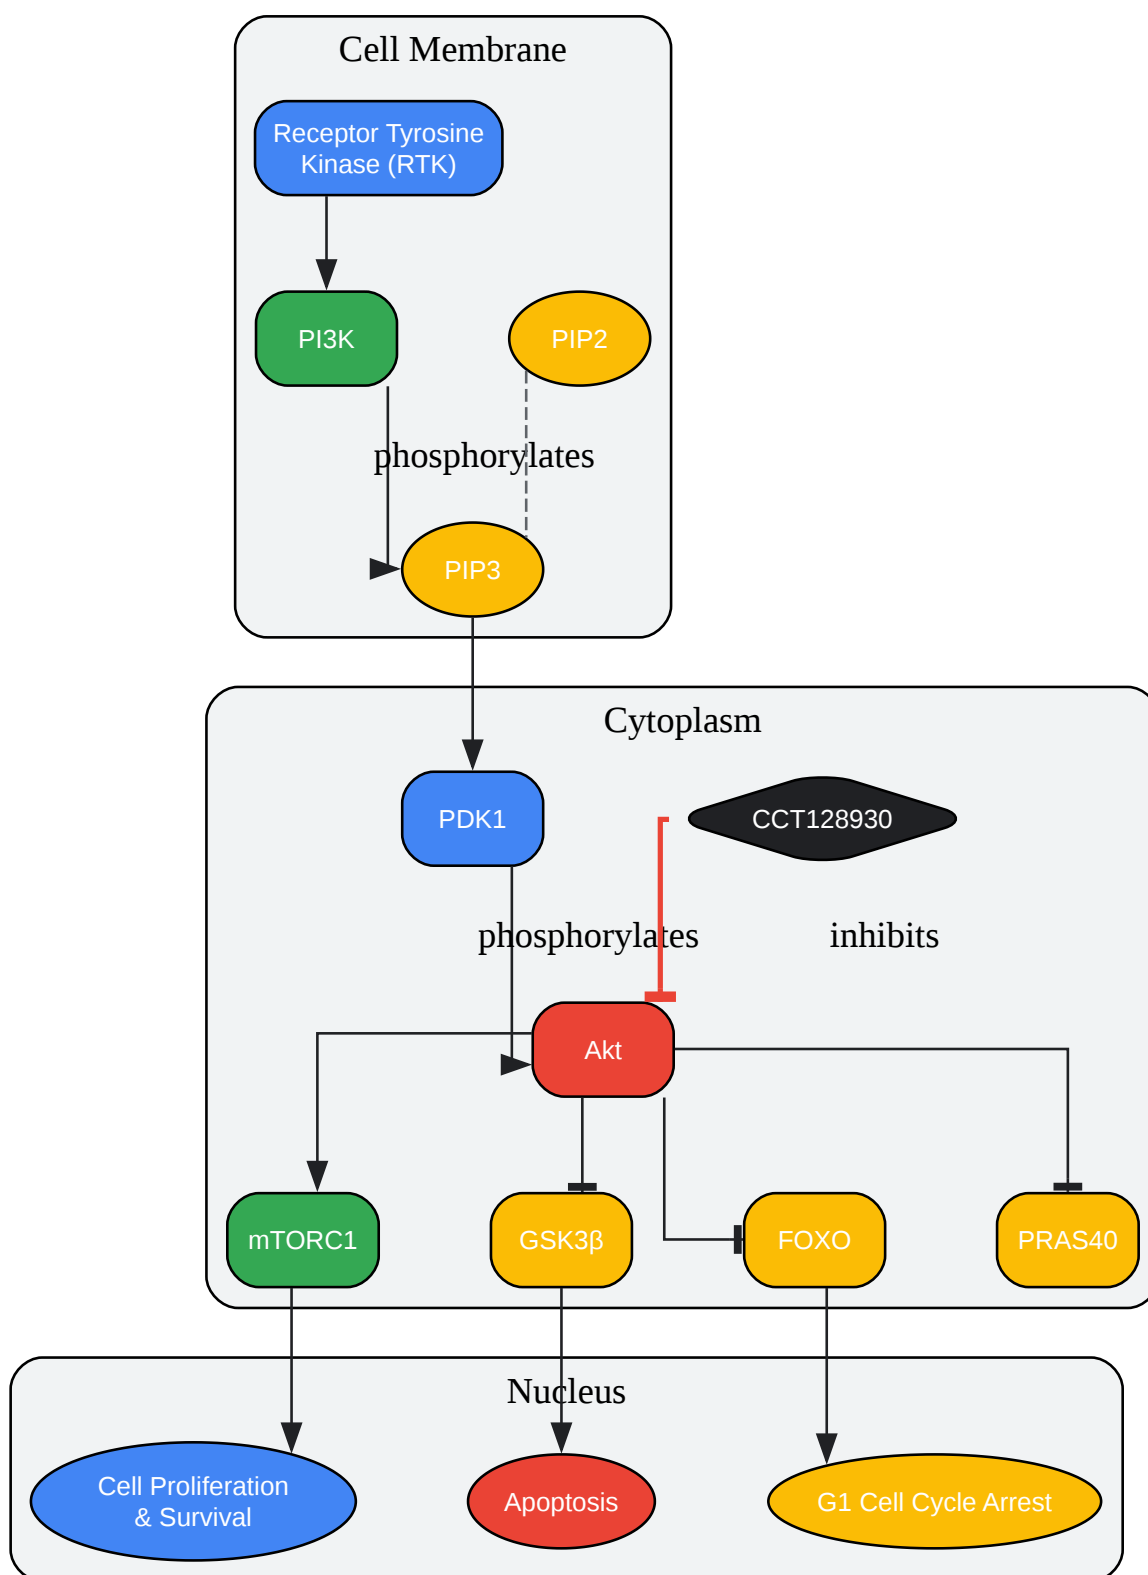 Cell Membrane
Receptor Tyrosine
Kinase (RTK)
PI3K
PIP2
phosphorylates
PIP3
Cytoplasm
PDK1
CCT128930
phosphorylates
inhibits
Akt
mTORC1
GSK3β
FOXO
PRAS40
Nucleus
Cell Proliferation
& Survival
Apoptosis
G1 Cell Cycle Arrest